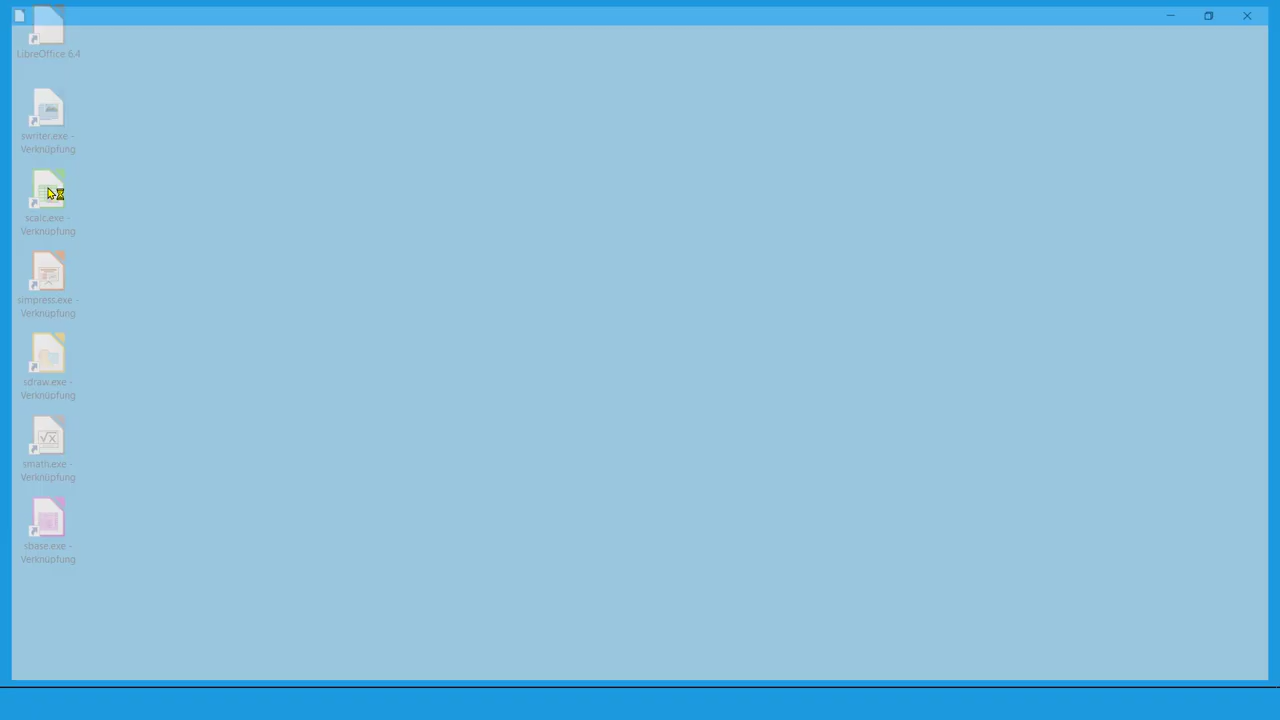 LibreOffice 6.4
swriter.exe -
Verknüpfung
scalc.exe -
Verknüpfung
simpress.exe -
Verknüpfung
sdraw.exe -
Verknüpfung
smath.exe -
Verknüpfung
sbase.exe -
Verknüpfung